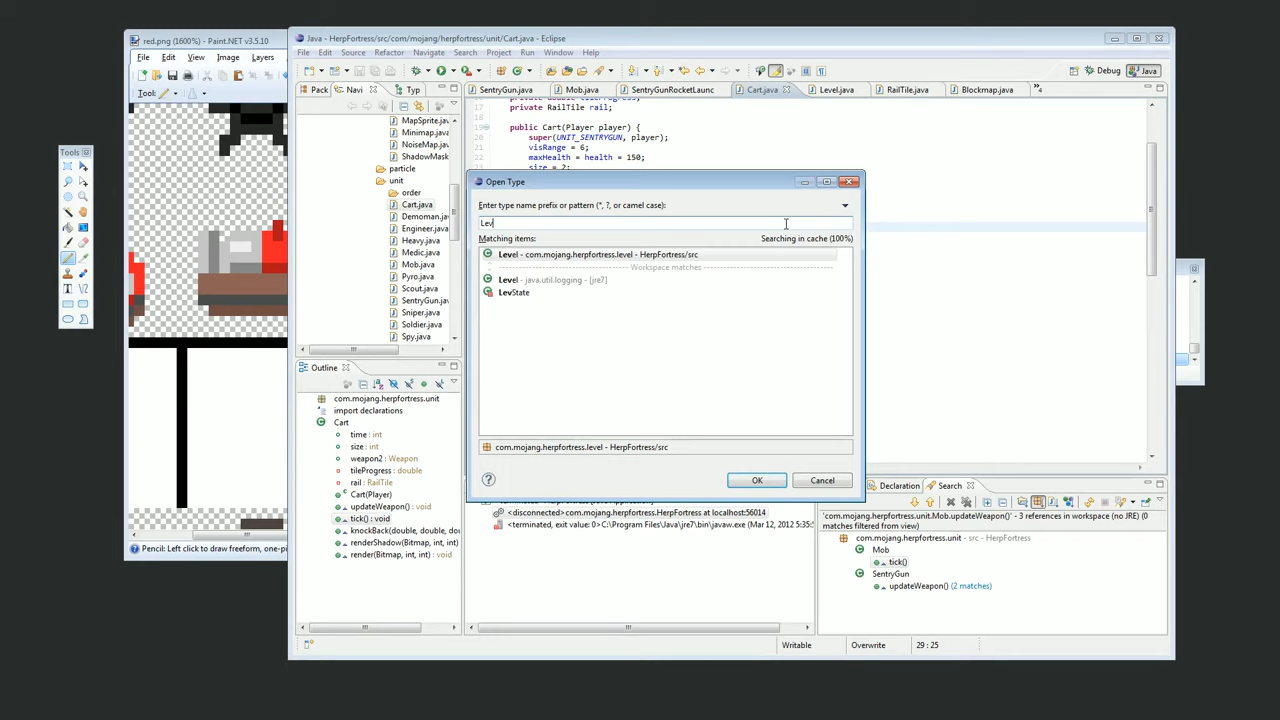 red.png (1600%) - Paint.NET v3.5.10
File Edit View Image Layers
Tool:
Tools
Pencil: Left click to draw freeform, one-pi
Java - HerpFortress/src/com/mojang/herpfortress/unit/Cart.java - Eclipse
File Edit Source Refactor Navigate Search Project Run Window Help
Debug Java
Pack Navi Typ
MapSprite.ja
Minimap.java
NoiseMap.jav
ShadowMask
particle
unit
order
Cart.java
Demoman.ja
Engineer.jav
Heavy.java
Medic.java
Mob.java
Pyro.java
Scout.java
SentryGun.ja
Sniper.java
Soldier.java
Spy.java
Outline
com.mojang.herpfortress.unit
import declarations
Cart
time : int
size : int
weapon2 : Weapon
tileProgress : double
rail : RailTile
Cart(Player)
updateWeapon() : void
tick() : void
knockBack(double, double, dou
renderShadow(Bitmap, int, int)
render(Bitmap, int, int) : void
SentryGun.java Mob.java SentryGunRocketLaunc Cart.java Level.java RailTile.java Blockmap.java
17 private RailTile rail;
18
19 public Cart(Player player) {
20 super(UNIT_SENTRYGUN, player);
21 visRange = 6;
22 maxHealth = health = 150;
23 size = 2;
Open Type
Enter type name prefix or pattern (*, ?, or camel case):
Lev
Matching items: Searching in cache (100%)
Level - com.mojang.herpfortress.level - HerpFortress/src
Workspace matches
Level - java.util.logging - [jre7]
LevState
com.mojang.herpfortress.level - HerpFortress/src
OK Cancel
<disconnected> com.mojang.herpfortress.HerpFortress at localhost:56014
<terminated, exit value: 0> C:\Program Files\Java\jre7\bin\javaw.exe (Mar 12, 2012 5:35:5
Declaration Search
'com.mojang.herpfortress.unit.Mob.updateWeapon()' - 3 references in workspace (no JRE) (0
matches filtered from view)
com.mojang.herpfortress.unit - src - HerpFortress
Mob
tick()
SentryGun
updateWeapon() (2 matches)
Writable Overwrite 29 : 25